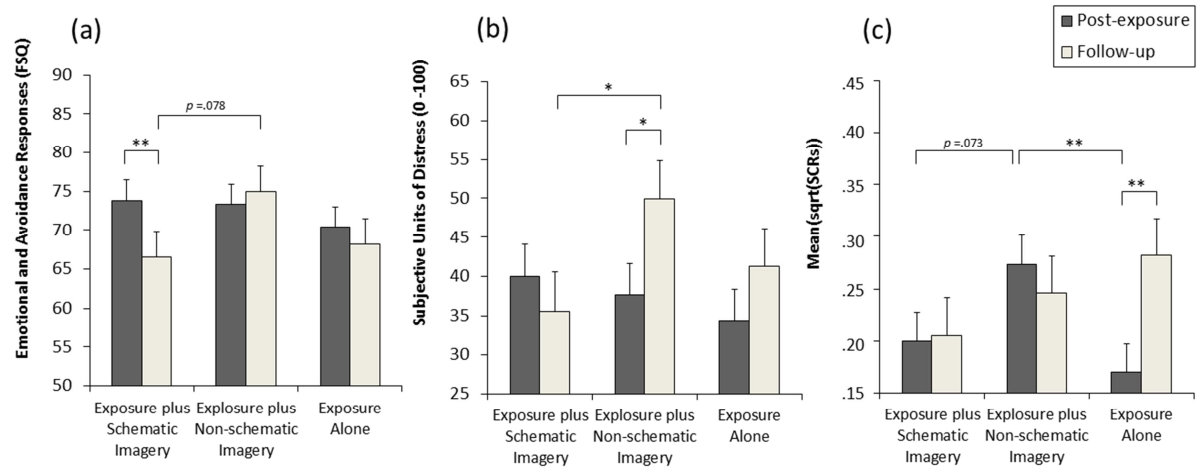 (a)
Emotional and Avoidance Responses (FSQ)
90
85
80
75
70
65
60
55
50
p =.078
**
Exposure plus
Schematic
Imagery
Explosure plus
Non-schematic
Imagery
Exposure
Alone
(b)
Subjective Units of Distress (0 -100)
65
60
55
50
45
40
35
30
25
*
*
Exposure plus
Schematic
Imagery
Explosure plus
Non-schematic
Imagery
Exposure
Alone
(c)
Post-exposure
Follow-up
Mean(sqrt(SCRs))
.45
.40
.35
.30
.25
.20
.15
p =.073
**
**
Exposure plus
Schematic
Imagery
Explosure plus
Non-schematic
Imagery
Exposure
Alone